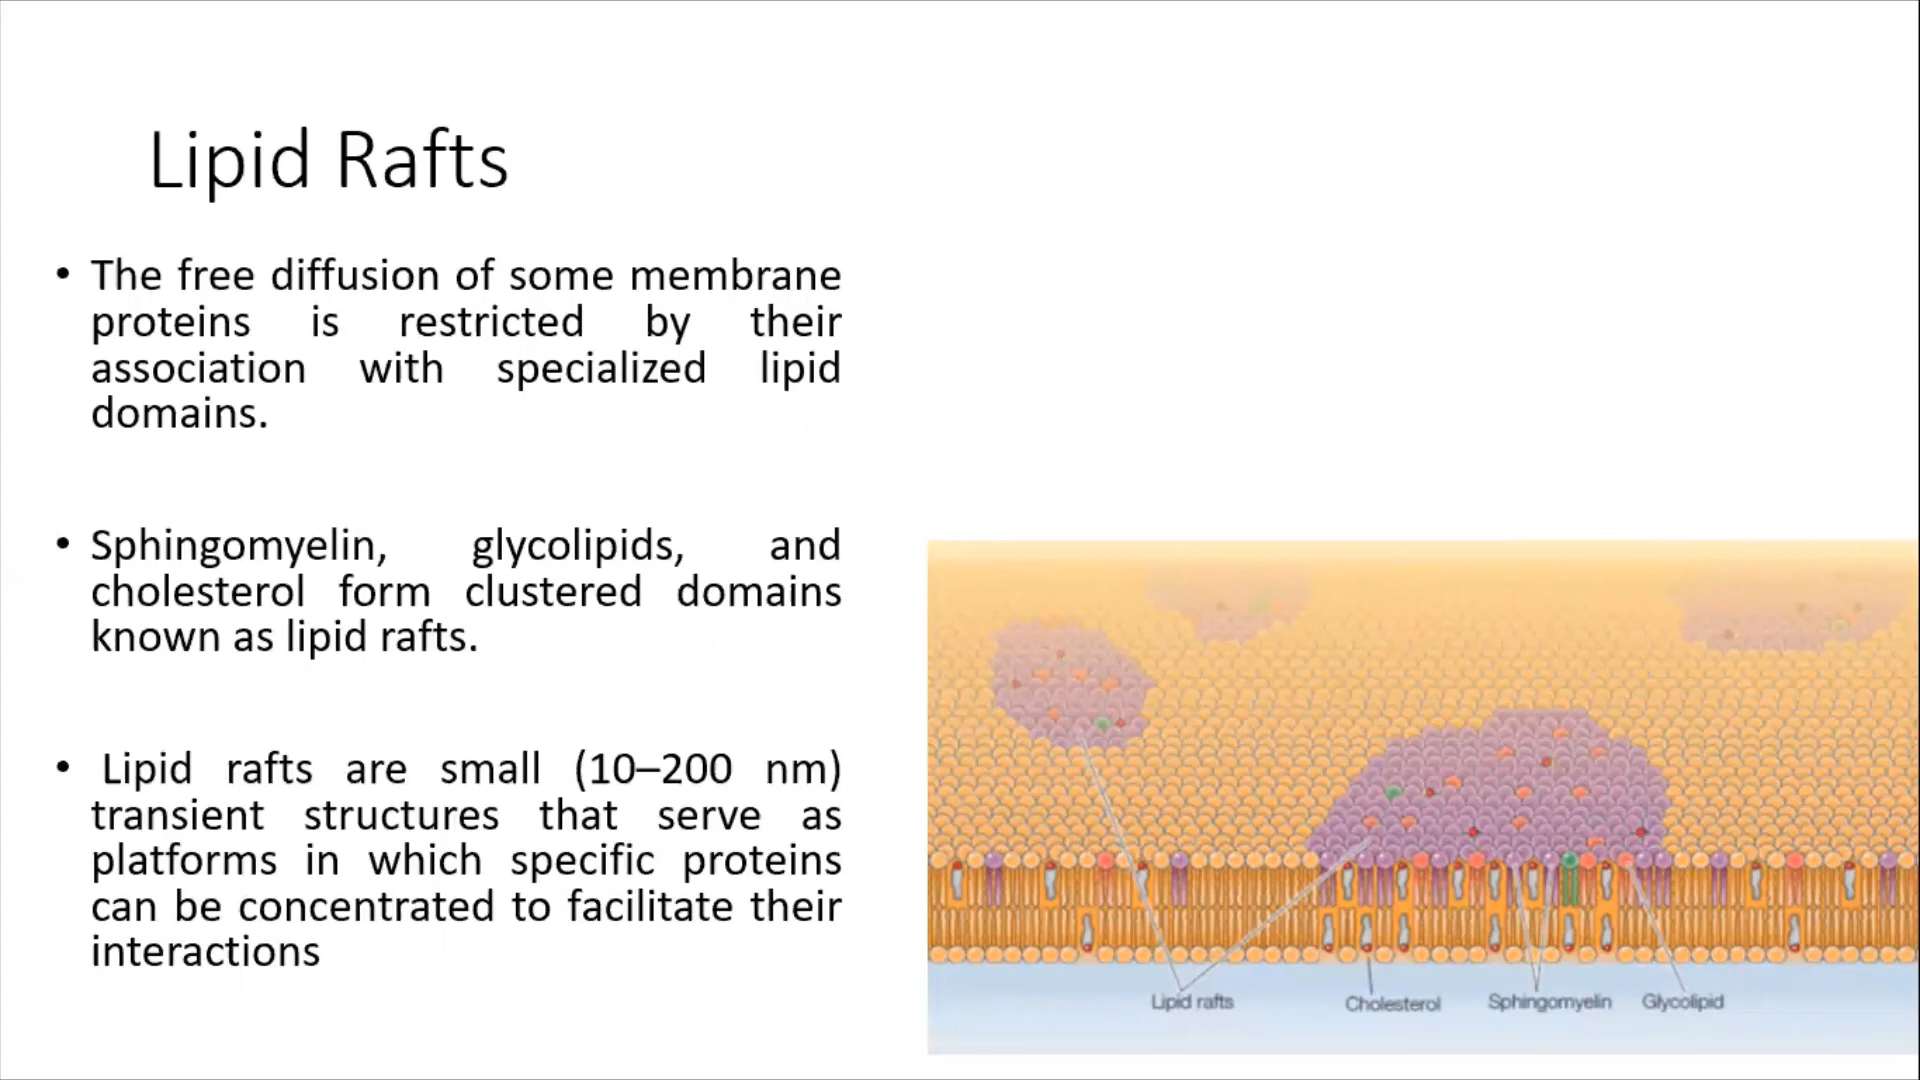 Lipid Rafts
• The free diffusion of some membrane
proteins is restricted by their
association with specialized lipid
domains.
• Sphingomyelin, glycolipids, and
cholesterol form clustered domains
known as lipid rafts.
• Lipid rafts are small (10–200 nm)
transient structures that serve as
platforms in which specific proteins
can be concentrated to facilitate their
interactions
Lipid rafts
Cholesterol
Sphingomyelin
Glycolipid